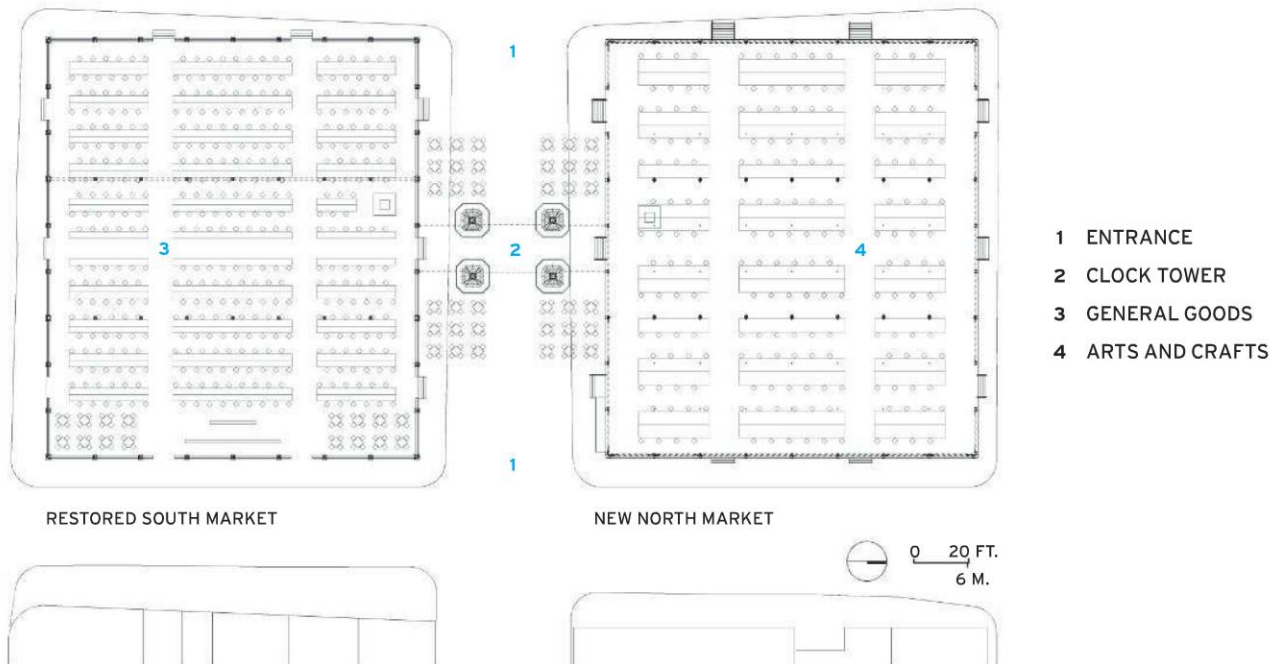 1
3
2
4
1
1 ENTRANCE
2 CLOCK TOWER
3 GENERAL GOODS
4 ARTS AND CRAFTS
RESTORED SOUTH MARKET
NEW NORTH MARKET
0 20 FT.
6 M.